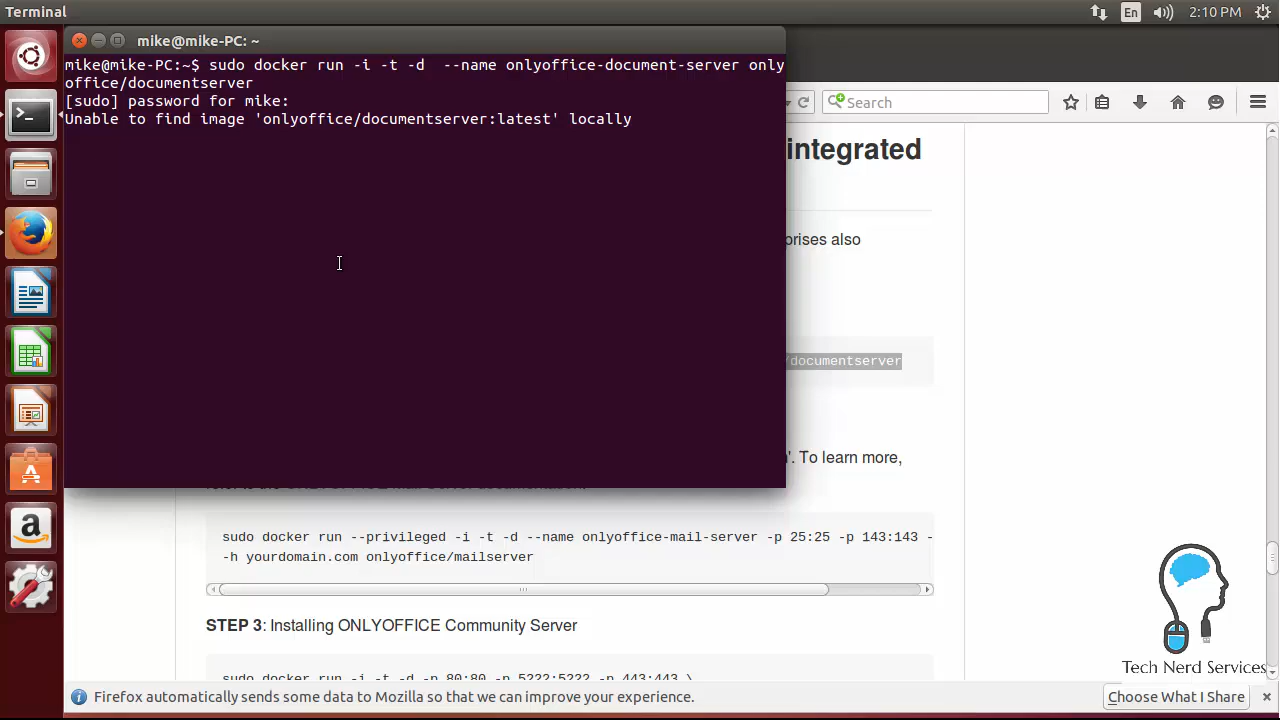 Terminal
En
2:10 PM
mike@mike-PC: ~
mike@mike-PC:~$ sudo docker run -i -t -d  --name onlyoffice-document-server only
office/documentserver
[sudo] password for mike:
Unable to find image 'onlyoffice/documentserver:latest' locally
Search
integrated
prises also
/documentserver
'. To learn more,
sudo docker run --privileged -i -t -d --name onlyoffice-mail-server -p 25:25 -p 143:143 -
-h yourdomain.com onlyoffice/mailserver
STEP 3: Installing ONLYOFFICE Community Server
sudo docker run -i -t -d -p 80:80 -p 5222:5222 -p 443:443 \
Tech Nerd Services
Firefox automatically sends some data to Mozilla so that we can improve your experience.
Choose What I Share